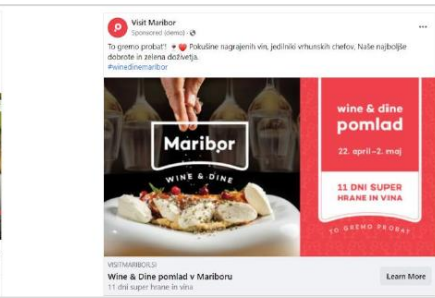 Visit Maribor
Sponsored (demo) ·
To gremo probat! Pokušine nagrajenih vin, jedilniki vrhunskih chefov, Naše najboljše
dobrote in zelena doživetja.
#winedinemaribor
Maribor
WINE & DINE
wine & dine
pomlad
22. april–2. maj
11 DNI SUPER
HRANE IN VINA
TO GREMO PROBAT
VISITMARIBOR.SI
Wine & Dine pomlad v Mariboru
11 dni super hrane in vina
Learn More